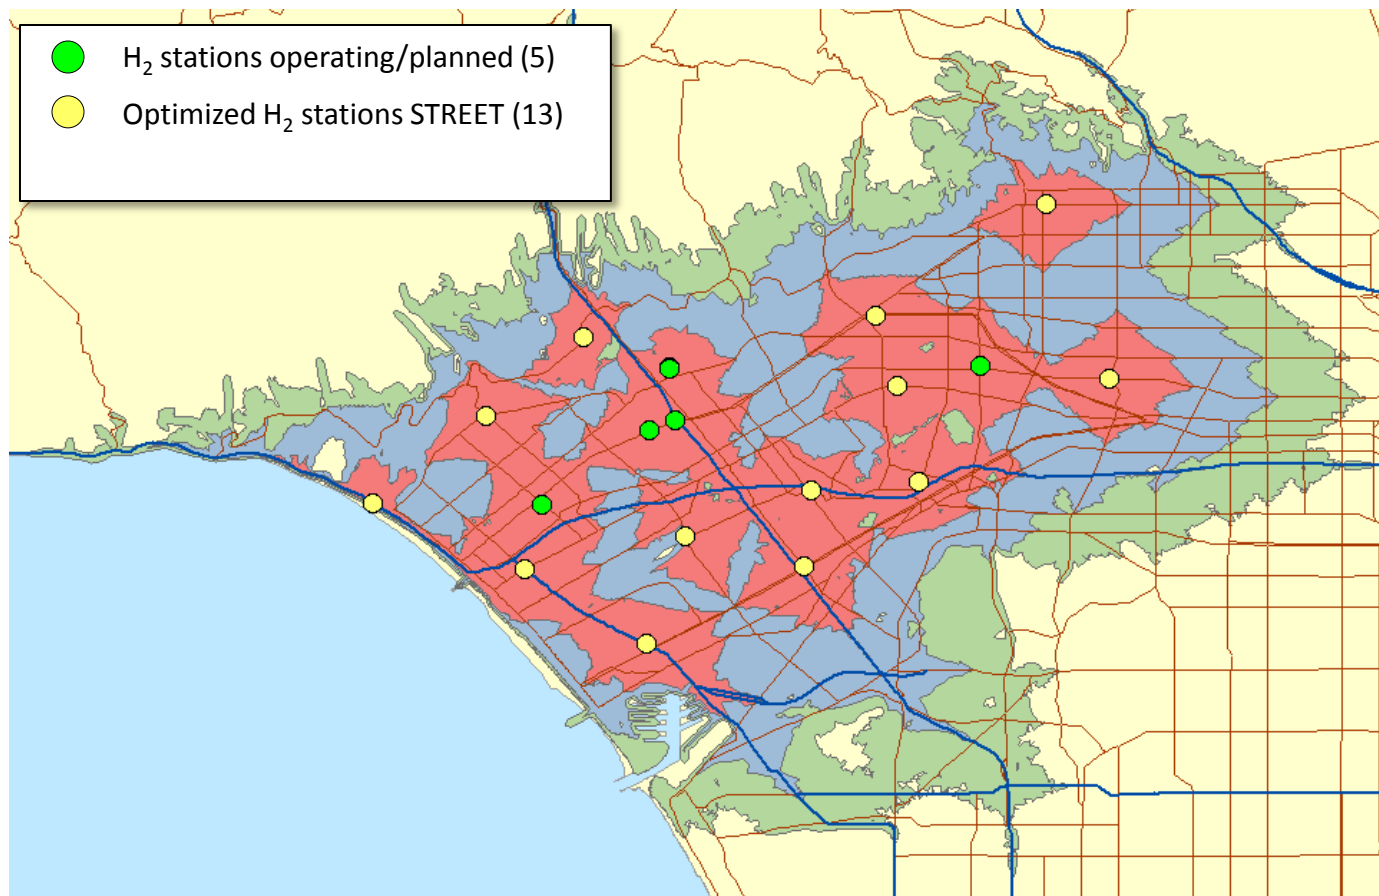 H₂ stations operating/planned (5)
Optimized H₂ stations STREET (13)